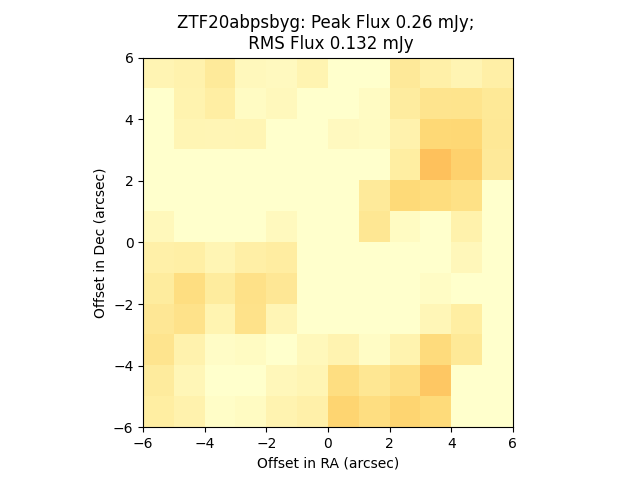 ZTF20abpsbyg: Peak Flux 0.26 mJy;
RMS Flux 0.132 mJy
6
4
2
0
−2
−4
−6
Offset in Dec (arcsec)
−6 −4 −2 0 2 4 6
Offset in RA (arcsec)